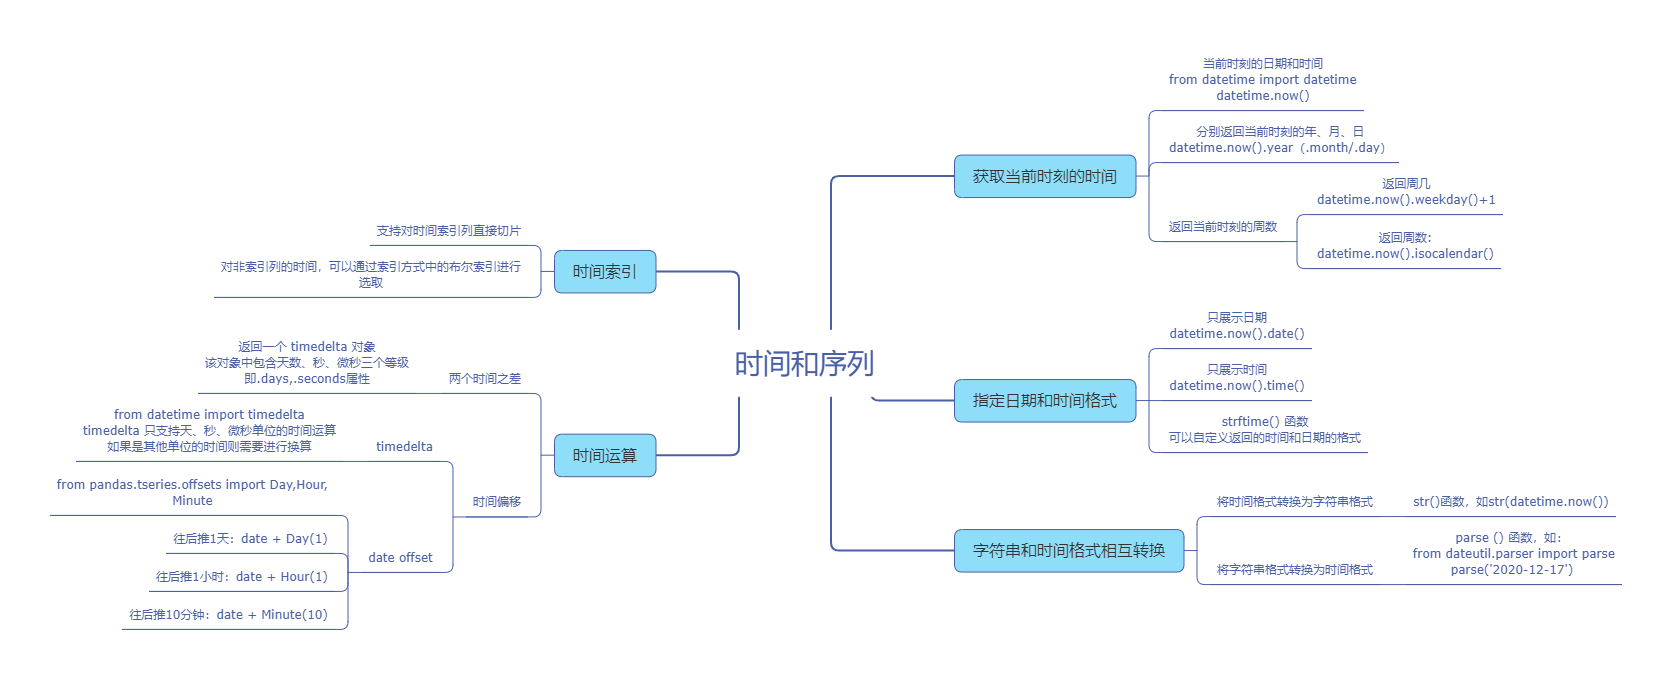 时间和序列
获取当前时刻的时间
当前时刻的日期和时间
from datetime import datetime
datetime.now()
分别返回当前时刻的年、月、日
datetime.now().year（.month/.day）
返回当前时刻的周数
返回周几
datetime.now().weekday()+1
返回周数:
datetime.now().isocalendar()
指定日期和时间格式
只展示日期
datetime.now().date()
只展示时间
datetime.now().time()
strftime() 函数
可以自定义返回的时间和日期的格式
字符串和时间格式相互转换
将时间格式转换为字符串格式
str()函数，如str(datetime.now())
将字符串格式转换为时间格式
parse () 函数，如：
from dateutil.parser import parse
parse('2020-12-17')
时间索引
支持对时间索引列直接切片
对非索引列的时间，可以通过索引方式中的布尔索引进行
选取
时间运算
两个时间之差
返回一个 timedelta 对象
该对象中包含天数、秒、微秒三个等级
即.days,.seconds属性
时间偏移
timedelta
from datetime import timedelta
timedelta 只支持天、秒、微秒单位的时间运算
如果是其他单位的时间则需要进行换算
date offset
from pandas.tseries.offsets import Day,Hour,
Minute
往后推1天：date + Day(1)
往后推1小时：date + Hour(1)
往后推10分钟：date + Minute(10)